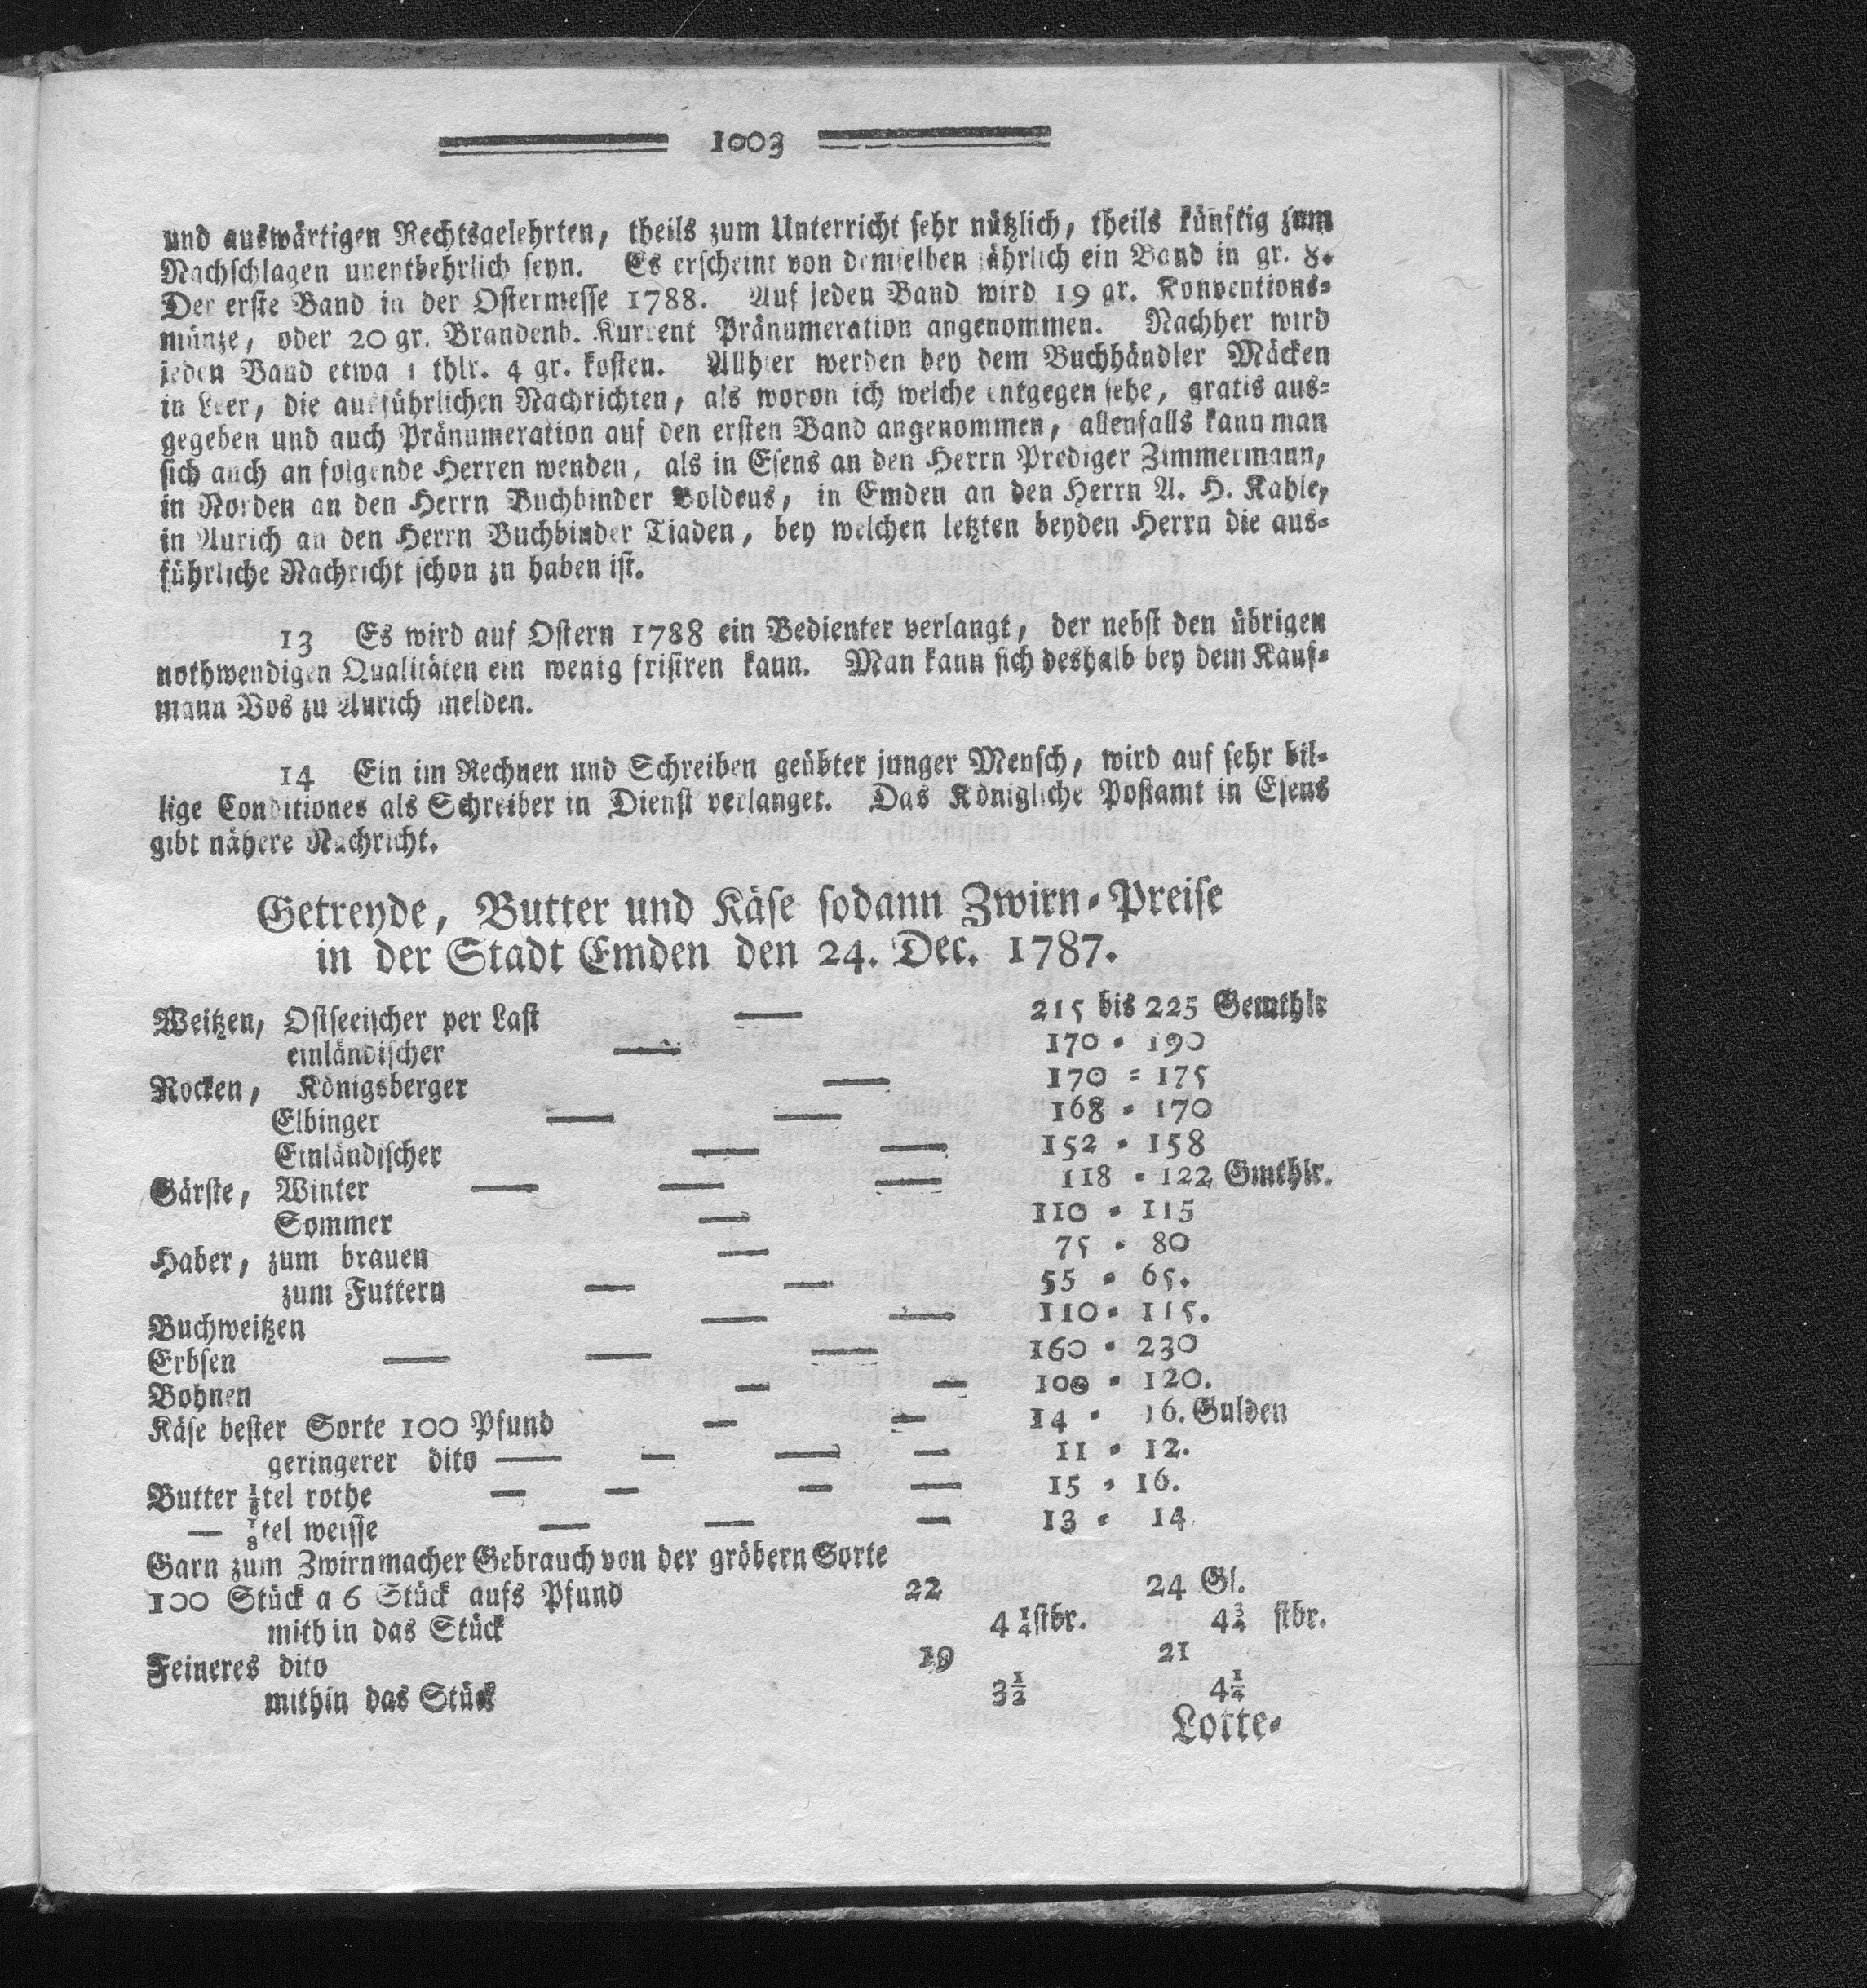 1003
und auswärtigen Rechtsgelehrten, theils zum Unterricht sehr nützlich, theils künftig zum
Nachschlagen unentbehrlich seyn. Es erscheint von demselben jährlich ein Band in gr. 8.
Der erste Band in der Ostermesse 1788. Auf jeden Band wird 19 gr. Konventions-
münze, oder 20 gr. Brandenb. Kurrent Pränumeration angenommen. Nachher wird
jeden Band etwa 1 thlr. 4 gr. kosten. Allhier werden bey dem Buchhändler Mäcken
in Leer, die ausführlichen Nachrichten, als wovon ich welche entgegen sehe, gratis aus-
gegeben und auch Pränumeration auf den ersten Band angenommen, allenfalls kann man
sich auch an folgende Herren wenden, als in Esens an den Herrn Prediger Zimmermann,
in Norden an den Herrn Buchbinder Boldeus, in Emden an den Herrn A. H. Kahle,
in Aurich an den Herrn Buchbinder Tiaden, bey welchen letzten beyden Herrn die aus-
führliche Nachricht schon zu haben ist.
13 Es wird auf Ostern 1788 ein Bedienter verlangt, der nebst den übrigen
nothwendigen Qualitäten ein wenig frisiren kann. Man kann sich deshalb bey dem Kauf-
mann Vos zu Aurich melden.
14 Ein im Rechnen und Schreiben geübter junger Mensch, wird auf sehr bil-
lige Conditiones als Schreiber in Dienst verlanget. Das Königliche Postamt in Esens
gibt nähere Nachricht.
Getreyde, Butter und Käse sodann Zwirn-Preise
in der Stadt Emden den 24. Dec. 1787.
Weitzen, Ostseeischer per Last — 215 bis 225 Gemthlr
einländischer — 170 - 190
Rocken, Königsberger — 170 = 175
Elbinger — — 168 - 170
Einländischer — — 152 - 158
Gärste, Winter — — — 118 - 122 Gmthlr.
Sommer — 110 - 115
Haber, zum brauen — 75 - 80
zum Futtern — — 55 - 65.
Buchweitzen — — 110 - 115.
Erbsen — — — 160 - 230
Bohnen — — 100 - 120.
Käse bester Sorte 100 Pfund — — 14 - 16. Gulden
geringerer dito — — — — 11 - 12.
Butter ⅛tel rothe — — — — 15 - 16.
— ⅛tel weisse — — — 13 - 14
Garn zum Zwirnmacher Gebrauch von der gröbern Sorte
100 Stück a 6 Stück aufs Pfund 22 24 Gl.
mithin das Stück 4 ¼ stbr. 4 ¾ stbr.
Feineres dito 19 21
mithin das Stück 3 ½ 4 ¼
Lotte-